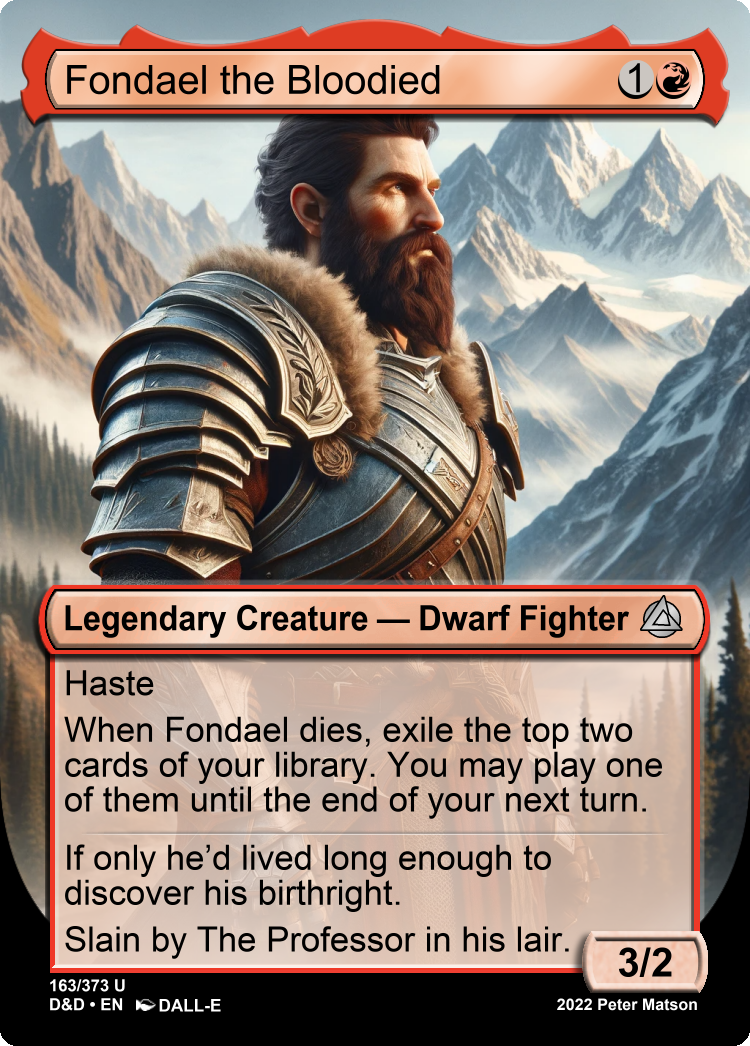 Fondael the Bloodied 1
Legendary Creature — Dwarf Fighter
Haste
When Fondael dies, exile the top two
cards of your library. You may play one
of them until the end of your next turn.
If only he’d lived long enough to
discover his birthright.
Slain by The Professor in his lair.
3/2
163/373 U
D&D • EN DALL-E
2022 Peter Matson